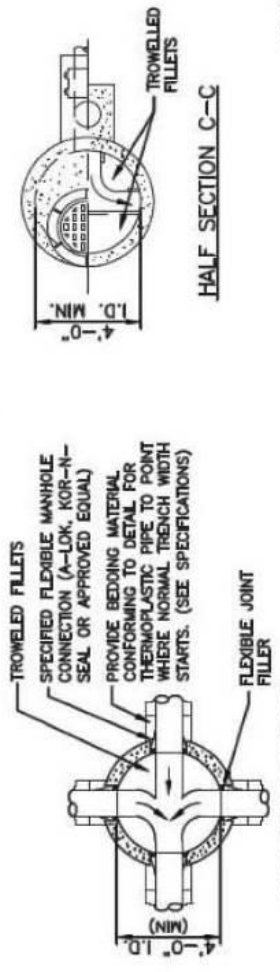 TROWELED FILLETS
SPECIFIED FLEXIBLE MANHOLE
CONNECTION (A-LOK, KOR-N-
SEAL OR APPROVED EQUAL)
PROVIDE BEDDING MATERIAL
CONFORMING TO DETAIL FOR
THERMOPLASTIC PIPE TO POINT
WHERE NORMAL TRENCH WIDTH
STARTS. (SEE SPECIFICATIONS)
FLEXIBLE JOINT
FILLER
4'-0" I.D.
(MIN)
4'-0"
I.D. MIN.
TROWELLED
FILLETS
HALF SECTION C-C